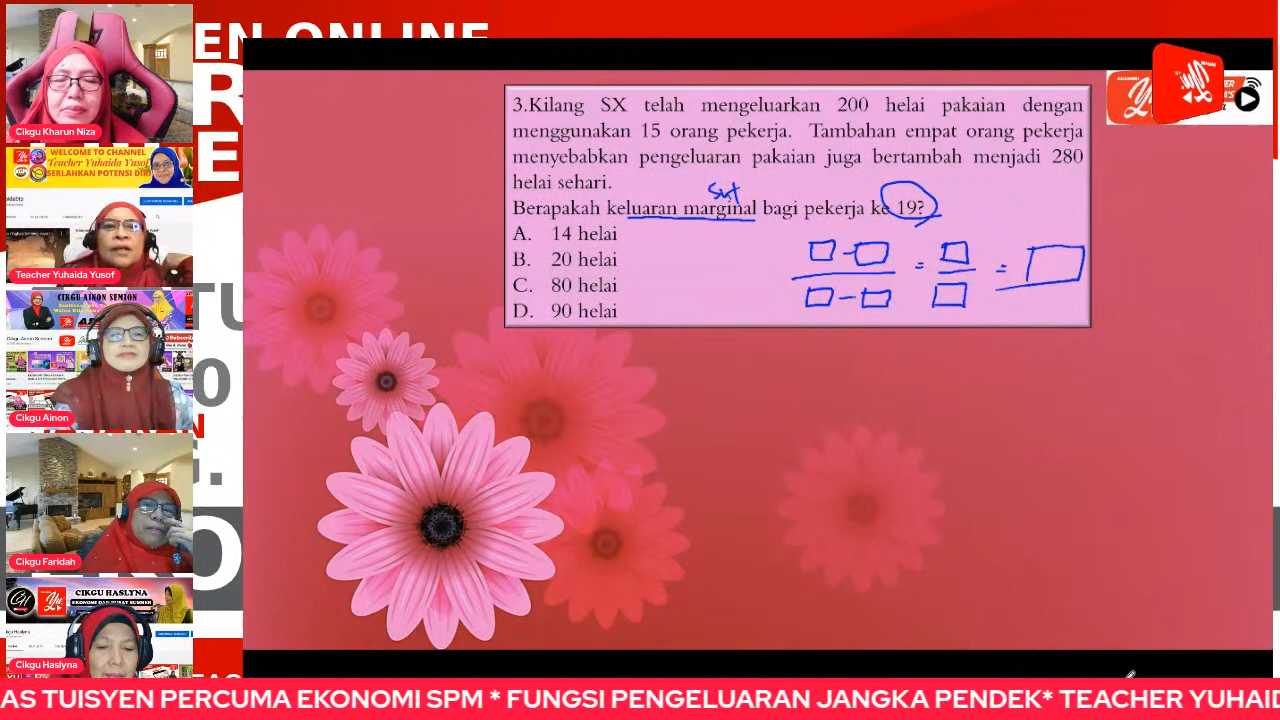 EN ONLINE
Cikgu Kharun Niza
WELCOME TO CHANNEL
Teacher Yuhaida Yusof
SERLAHKAN POTENSI DIRI
Teacher Yuhaida Yusof
CIKGU AINON SEMION
Cikgu Ainon
Cikgu Faridah
CIKGU HASLYNA
EKONOMI DAN PUSAT SUMBER
Cikgu Haslyna
3.Kilang SX telah mengeluarkan 200 helai pakaian dengan
menggunakan 15 orang pekerja. Tambahan empat orang pekerja
menyebabkan pengeluaran pakaian juga bertambah menjadi 280
helai sehari.
Berapakah keluaran marginal bagi pekerja ke 19?
A. 14 helai
B. 20 helai
C. 80 helai
D. 90 helai
AS TUISYEN PERCUMA EKONOMI SPM * FUNGSI PENGELUARAN JANGKA PENDEK* TEACHER YUHAID